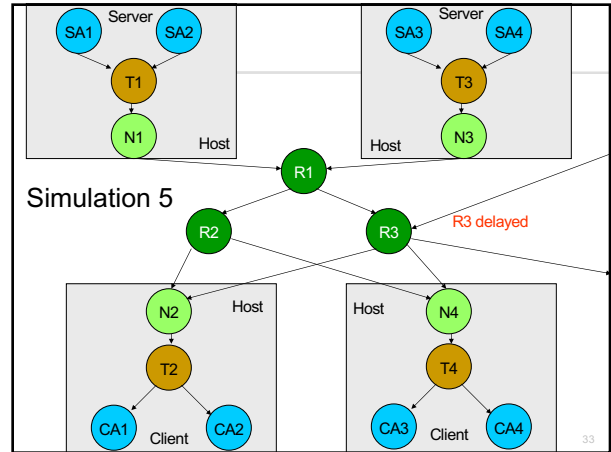 Server
Server
SA1
SA2
SA3
SA4
T1
T3
N1
N3
Host
Host
R1
Simulation 5
R2
R3
R3 delayed
N2
Host
Host
N4
T2
T4
CA1
CA2
CA3
CA4
Client
Client
33